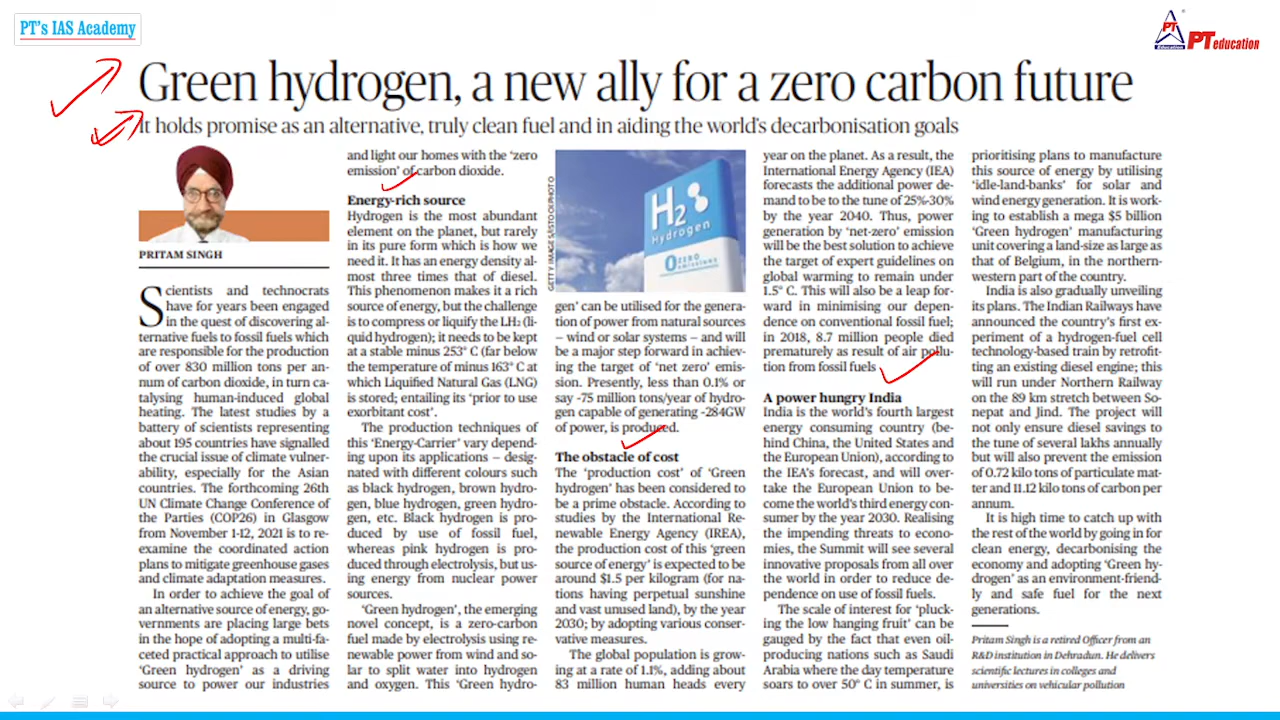 PT's IAS Academy
PT
Education
PT education
Green hydrogen, a new ally for a zero carbon future
It holds promise as an alternative, truly clean fuel and in aiding the world's decarbonisation goals
PRITAM SINGH
Scientists and technocrats
have for years been engaged
in the quest of discovering al-
ternative fuels to fossil fuels which
are responsible for the production
of over 830 million tons per an-
num of carbon dioxide, in turn ca-
talysing human-induced global
heating. The latest studies by a
battery of scientists representing
about 195 countries have signalled
the crucial issue of climate vulner-
ability, especially for the Asian
countries. The forthcoming 26th
UN Climate Change Conference of
the Parties (COP26) in Glasgow
from November 1-12, 2021 is to re-
examine the coordinated action
plans to mitigate greenhouse gases
and climate adaptation measures.
In order to achieve the goal of
an alternative source of energy, go-
vernments are placing large bets
in the hope of adopting a multi-fa-
ceted practical approach to utilise
'Green hydrogen' as a driving
source to power our industries
and light our homes with the 'zero
emission' of carbon dioxide.
Energy-rich source
Hydrogen is the most abundant
element on the planet, but rarely
in its pure form which is how we
need it. It has an energy density al-
most three times that of diesel.
This phenomenon makes it a rich
source of energy, but the challenge
is to compress or liquify the LH2 (li-
quid hydrogen); it needs to be kept
at a stable minus 253° C (far below
the temperature of minus 163° C at
which Liquified Natural Gas (LNG)
is stored; entailing its 'prior to use
exorbitant cost'.
The production techniques of
this 'Energy-Carrier' vary depend-
ing upon its applications — desig-
nated with different colours such
as black hydrogen, brown hydro-
gen, blue hydrogen, green hydro-
gen, etc. Black hydrogen is pro-
duced by use of fossil fuel,
whereas pink hydrogen is pro-
duced through electrolysis, but us-
ing energy from nuclear power
sources.
'Green hydrogen', the emerging
novel concept, is a zero-carbon
fuel made by electrolysis using re-
newable power from wind and so-
lar to split water into hydrogen
and oxygen. This 'Green hydro-
GETTY IMAGES/ISTOCKPHOTO
H2
Hydrogen
0 ZERO
emissions
gen' can be utilised for the genera-
tion of power from natural sources
— wind or solar systems — and will
be a major step forward in achiev-
ing the target of 'net zero' emis-
sion. Presently, less than 0.1% or
say ~75 million tons/year of hydro-
gen capable of generating ~284GW
of power, is produced.
The obstacle of cost
The 'production cost' of 'Green
hydrogen' has been considered to
be a prime obstacle. According to
studies by the International Re-
newable Energy Agency (IREA),
the production cost of this 'green
source of energy' is expected to be
around $1.5 per kilogram (for na-
tions having perpetual sunshine
and vast unused land), by the year
2030; by adopting various conser-
vative measures.
The global population is grow-
ing at a rate of 1.1%, adding about
83 million human heads every
year on the planet. As a result, the
International Energy Agency (IEA)
forecasts the additional power de-
mand to be to the tune of 25%-30%
by the year 2040. Thus, power
generation by 'net-zero' emission
will be the best solution to achieve
the target of expert guidelines on
global warming to remain under
1.5° C. This will also be a leap for-
ward in minimising our depen-
dence on conventional fossil fuel;
in 2018, 8.7 million people died
prematurely as result of air pollu-
tion from fossil fuels
A power hungry India
India is the world's fourth largest
energy consuming country (be-
hind China, the United States and
the European Union), according to
the IEA's forecast, and will over-
take the European Union to be-
come the world's third energy con-
sumer by the year 2030. Realising
the impending threats to econo-
mies, the Summit will see several
innovative proposals from all over
the world in order to reduce de-
pendence on use of fossil fuels.
The scale of interest for 'pluck-
ing the low hanging fruit' can be
gauged by the fact that even oil-
producing nations such as Saudi
Arabia where the day temperature
soars to over 50° C in summer, is
prioritising plans to manufacture
this source of energy by utilising
'idle-land-banks' for solar and
wind energy generation. It is work-
ing to establish a mega $5 billion
'Green hydrogen' manufacturing
unit covering a land-size as large as
that of Belgium, in the northern-
western part of the country.
India is also gradually unveiling
its plans. The Indian Railways have
announced the country's first ex-
periment of a hydrogen-fuel cell
technology-based train by retrofit-
ting an existing diesel engine; this
will run under Northern Railway
on the 89 km stretch between So-
nepat and Jind. The project will
not only ensure diesel savings to
the tune of several lakhs annually
but will also prevent the emission
of 0.72 kilo tons of particulate mat-
ter and 11.12 kilo tons of carbon per
annum.
It is high time to catch up with
the rest of the world by going in for
clean energy, decarbonising the
economy and adopting 'Green hy-
drogen' as an environment-friend-
ly and safe fuel for the next
generations.
Pritam Singh is a retired Officer from an
R&D institution in Dehradun. He delivers
scientific lectures in colleges and
universities on vehicular pollution